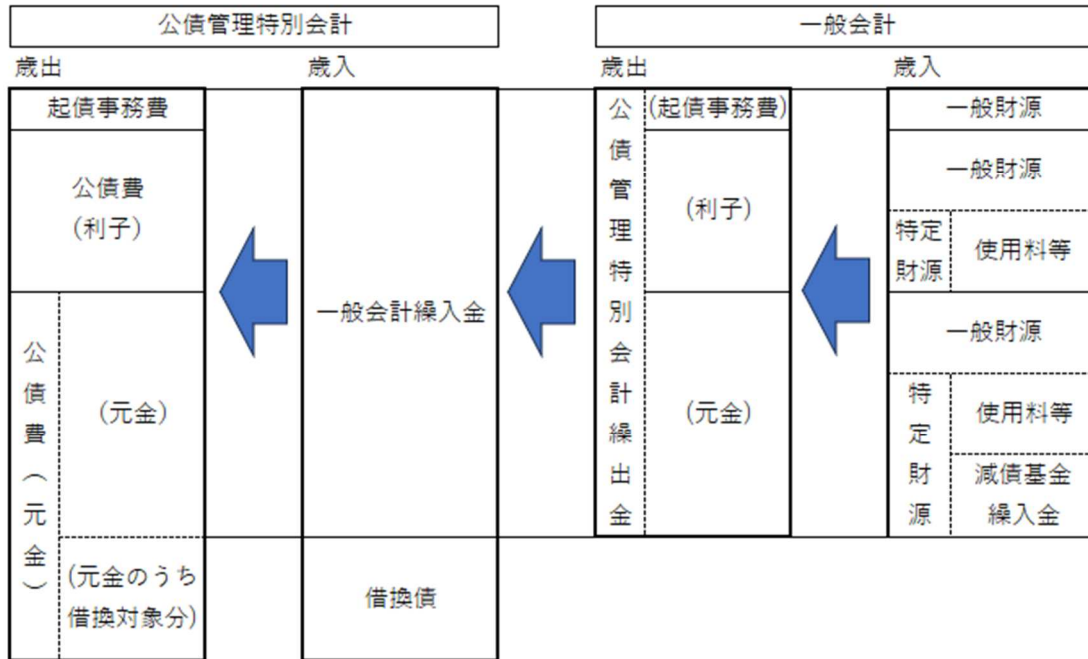 公債管理特別会計
一般会計
歳出
歳入
歳出
歳入
起債事務費
公債費
(利子)
公債費(元金)
(元金)
(元金のうち
借換対象分)
一般会計繰入金
借換債
公債管理特別会計繰出金
(起債事務費)
(利子)
(元金)
一般財源
一般財源
特定
財源
使用料等
一般財源
特定財源
使用料等
減債基金
繰入金